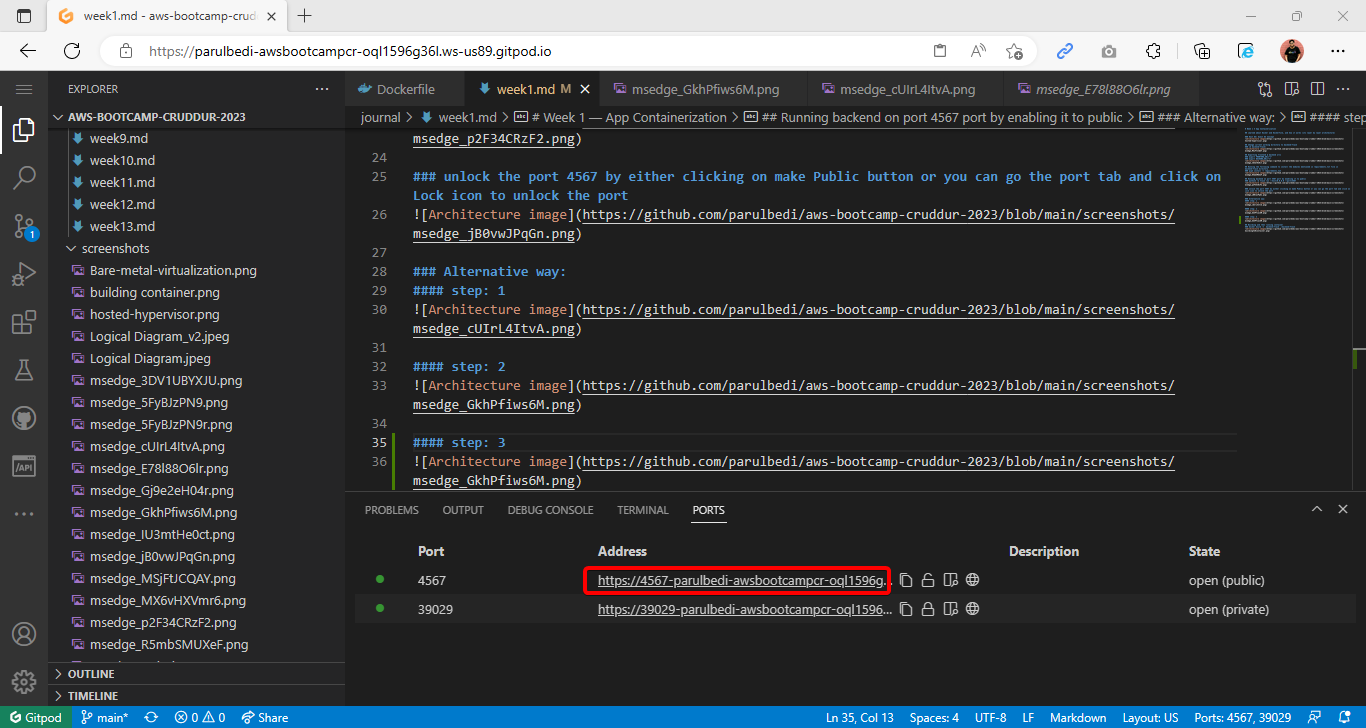 week1.md - aws-bootcamp-crud
https://parulbedi-awsbootcampcr-oql1596g36l.ws-us89.gitpod.io
EXPLORER
AWS-BOOTCAMP-CRUDDUR-2023
week9.md
week10.md
week11.md
week12.md
week13.md
screenshots
Bare-metal-virtualization.png
building container.png
hosted-hypervisor.png
Logical Diagram_v2.jpeg
Logical Diagram.jpeg
msedge_3DV1UBYXJU.png
msedge_5FyBJzPN9.png
msedge_5FyBJzPN9r.png
msedge_cUIrL4ItvA.png
msedge_E78l88O6lr.png
msedge_Gj9e2eH04r.png
msedge_GkhPfiws6M.png
msedge_IU3mtHe0ct.png
msedge_jB0vwJPqGn.png
msedge_MSjFtJCQAY.png
msedge_MX6vHXVmr6.png
msedge_p2F34CRzF2.png
msedge_R5mbSMUXeF.png
OUTLINE
TIMELINE
1
/API
Dockerfile
week1.md M
msedge_GkhPfiws6M.png
msedge_cUIrL4ItvA.png
msedge_E78l88O6lr.png
journal > week1.md > # Week 1 — App Containerization > ## Running backend on port 4567 port by enabling it to public > ### Alternative way: > #### step
msedge_p2F34CRzF2.png)
24
25 ### unlock the port 4567 by either clicking on make Public button or you can go the port tab and click on
Lock icon to unlock the port
26 ![Architecture image](https://github.com/parulbedi/aws-bootcamp-cruddur-2023/blob/main/screenshots/
msedge_jB0vwJPqGn.png)
27
28 ### Alternative way:
29 #### step: 1
30 ![Architecture image](https://github.com/parulbedi/aws-bootcamp-cruddur-2023/blob/main/screenshots/
msedge_cUIrL4ItvA.png)
31
32 #### step: 2
33 ![Architecture image](https://github.com/parulbedi/aws-bootcamp-cruddur-2023/blob/main/screenshots/
msedge_GkhPfiws6M.png)
34
35 #### step: 3
36 ![Architecture image](https://github.com/parulbedi/aws-bootcamp-cruddur-2023/blob/main/screenshots/
msedge_GkhPfiws6M.png)
PROBLEMS OUTPUT DEBUG CONSOLE TERMINAL PORTS
Port Address Description State
4567 https://4567-parulbedi-awsbootcampcr-oql1596g... open (public)
39029 https://39029-parulbedi-awsbootcampcr-oql1596... open (private)
Gitpod main* 0 0 Share Ln 35, Col 13 Spaces: 4 UTF-8 LF Markdown Layout: US Ports: 4567, 39029